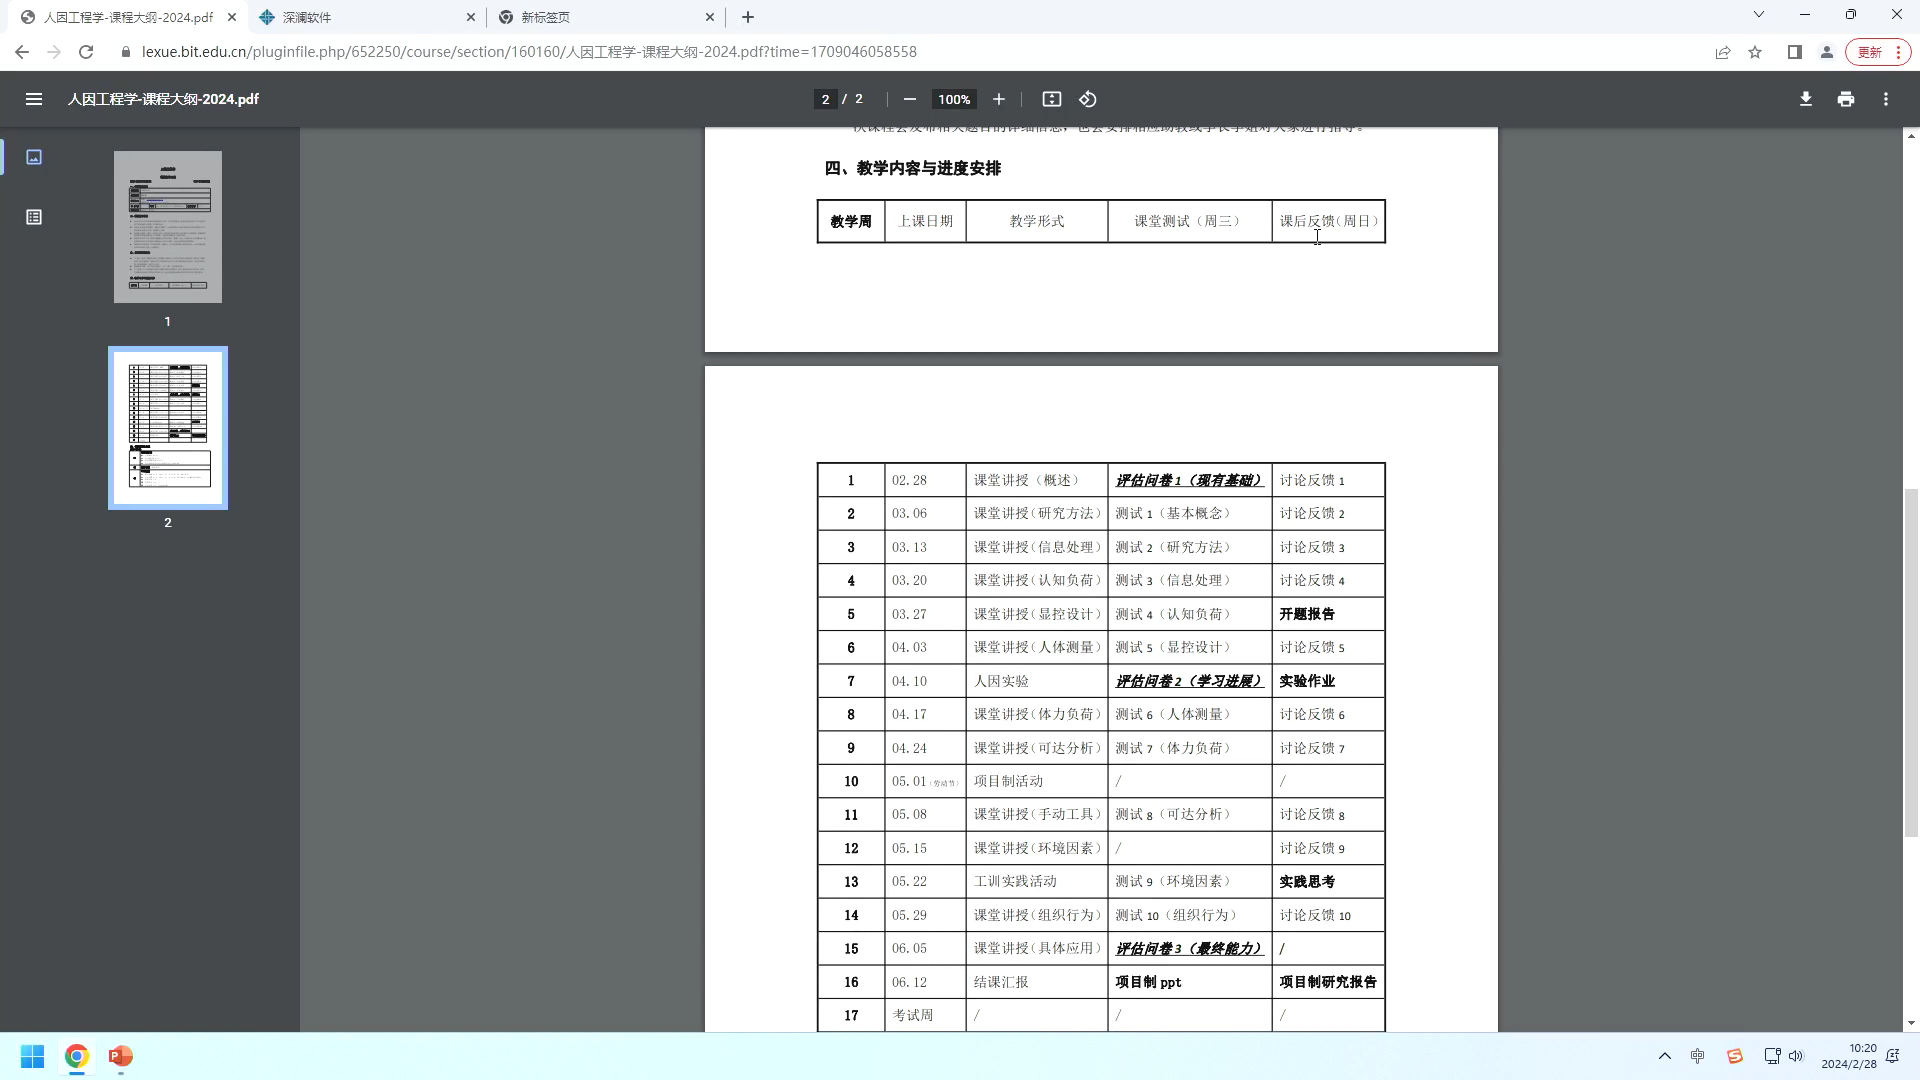 人因工程学-课程大纲-2024.pdf
深澜软件
新标签页
lexue.bit.edu.cn/pluginfile.php/652250/course/section/160160/人因工程学-课程大纲-2024.pdf?time=1709046058558
更新
人因工程学-课程大纲-2024.pdf
2 / 2
100%
1
2
四、教学内容与进度安排
教学周 上课日期 教学形式 课堂测试（周三） 课后反馈（周日）
1 02.28 课堂讲授（概述） 评估问卷1（现有基础） 讨论反馈1
2 03.06 课堂讲授（研究方法） 测试1（基本概念） 讨论反馈2
3 03.13 课堂讲授（信息处理） 测试2（研究方法） 讨论反馈3
4 03.20 课堂讲授（认知负荷） 测试3（信息处理） 讨论反馈4
5 03.27 课堂讲授（显控设计） 测试4（认知负荷） 开题报告
6 04.03 课堂讲授（人体测量） 测试5（显控设计） 讨论反馈5
7 04.10 人因实验 评估问卷2（学习进展） 实验作业
8 04.17 课堂讲授（体力负荷） 测试6（人体测量） 讨论反馈6
9 04.24 课堂讲授（可达分析） 测试7（体力负荷） 讨论反馈7
10 05.01（劳动节） 项目制活动 / /
11 05.08 课堂讲授（手动工具） 测试8（可达分析） 讨论反馈8
12 05.15 课堂讲授（环境因素） / 讨论反馈9
13 05.22 工训实践活动 测试9（环境因素） 实践思考
14 05.29 课堂讲授（组织行为） 测试10（组织行为） 讨论反馈10
15 06.05 课堂讲授（具体应用） 评估问卷3（最终能力） /
16 06.12 结课汇报 项目制ppt 项目制研究报告
17 考试周 / / /
中
10:20
2024/2/28